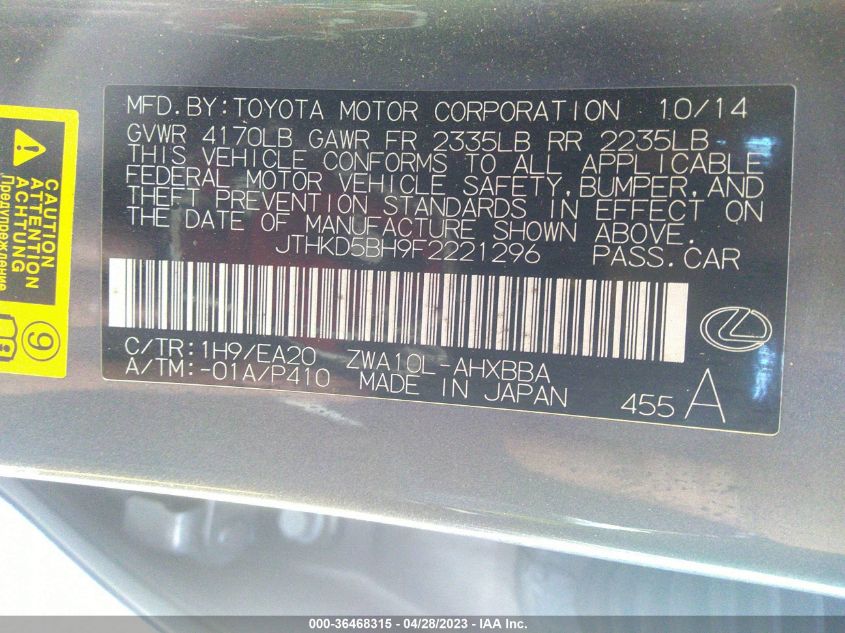 MFD.BY:TOYOTA MOTOR CORPORATION 10/14
GVWR 4170LB GAWR FR 2335LB RR 2235LB
THIS VEHICLE CONFORMS TO ALL APPLICABLE
FEDERAL MOTOR VEHICLE SAFETY, BUMPER, AND
THEFT PREVENTION STANDARDS IN EFFECT ON
THE DATE OF MANUFACTURE SHOWN ABOVE.
JTHKD5BH9F2221296 PASS.CAR
C/TR:1H9/EA20 ZWA10L-AHXBBA
A/TM:-01A/P410 MADE IN JAPAN
455 A
CAUTION
ATTENTION
ACHTUNG
Предупреждение
9
000-36468315 - 04/28/2023 - IAA Inc.